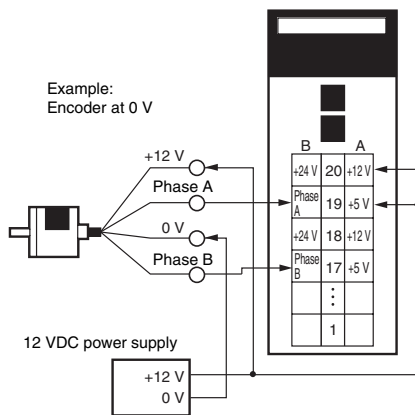 Example:
Encoder at 0 V
+12 V
Phase A
0 V
Phase B
B A
+24 V 20 +12 V
Phase A 19 +5 V
+24 V 18 +12 V
Phase B 17 +5 V
⋮
1
12 VDC power supply
+12 V
0 V